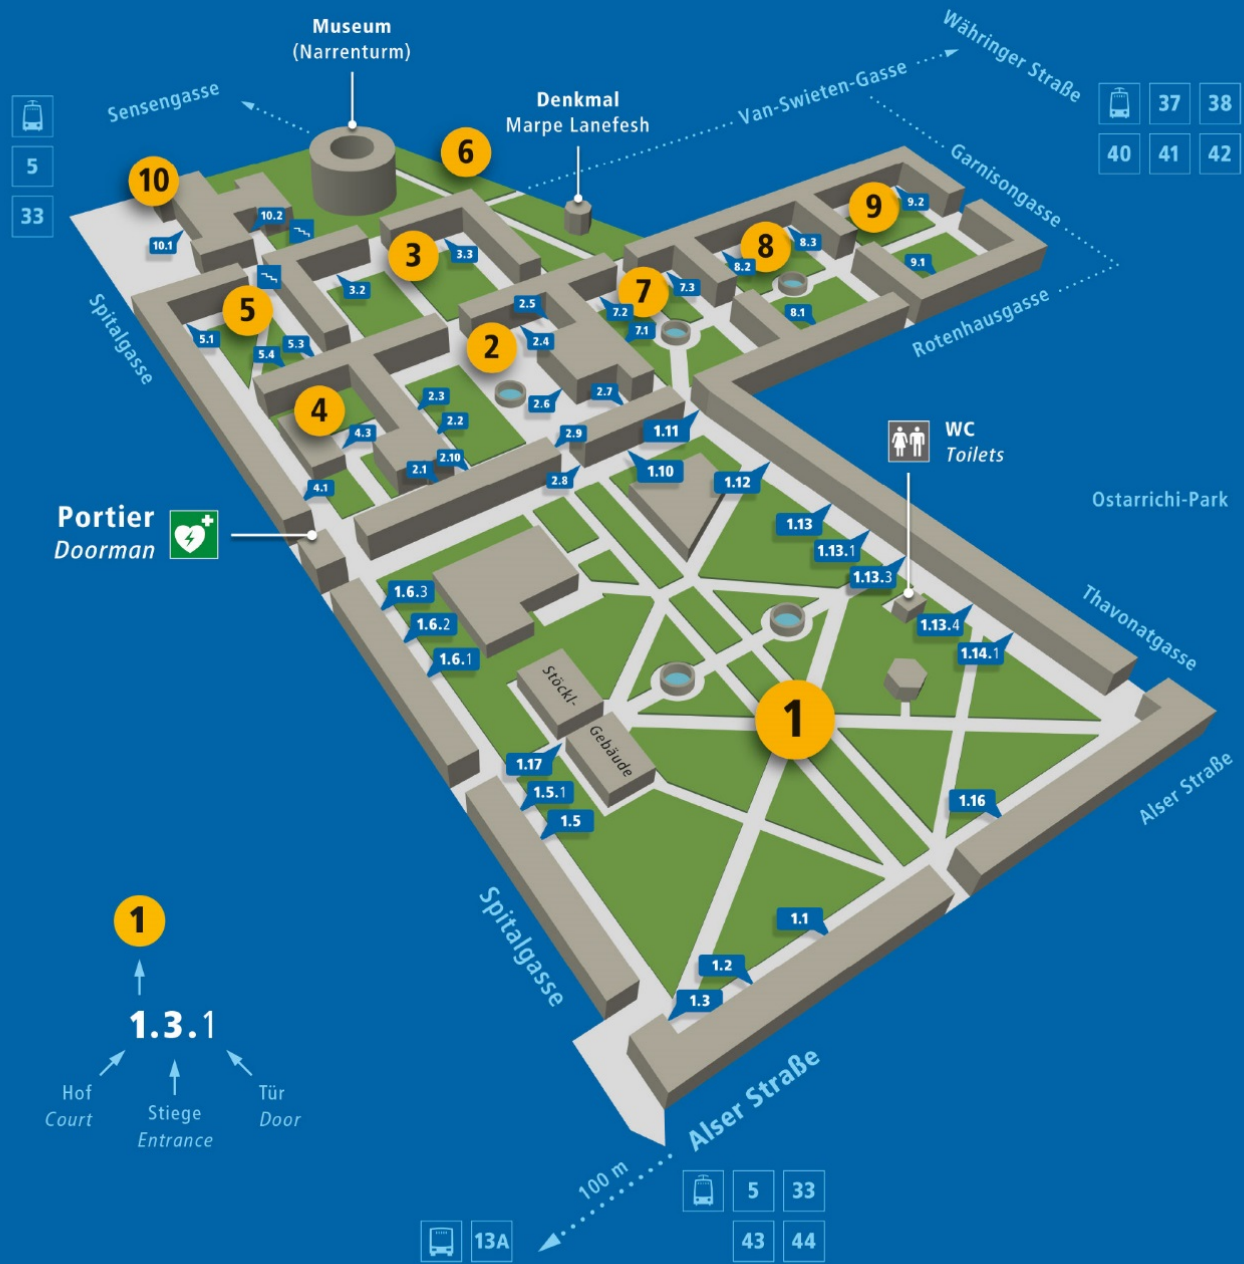 Museum
(Narrenturm)
Währinger Straße
Sensengasse
Van-Swieten-Gasse
Denkmal
Marpe Lanefesh
37
38
40
41
42
5
33
Garnisongasse
6
10
9
9.2
10.2
10.1
3
3.3
8
8.3
8.2
9.1
3.2
7
7.3
7.2
7.1
8.1
Rotenhausgasse
Spitalgasse
5
5.1
5.3
5.4
2.5
2.4
2
2.3
2.6
2.7
2.2
4
4.3
2.9
1.11
2.10
2.1
2.8
1.10
1.12
4.1
WC
Toilets
Ostarrichi-Park
Portier
Doorman
1.13
1.13.1
1.13.3
1.6.3
1.6.2
1.6.1
1.13.4
1.14.1
Thavonatgasse
Stöckl-
Gebäude
1
1.17
1.5.1
1.5
1.16
Alser Straße
Spitalgasse
1.1
1.2
1.3
1
1.3.1
Hof
Court
Stiege
Entrance
Tür
Door
Alser Straße
100 m
5
33
13A
43
44